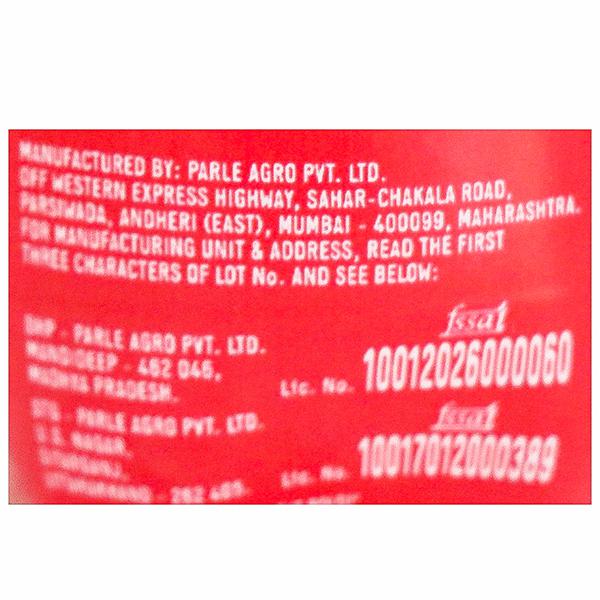 MANUFACTURED BY: PARLE AGRO PVT. LTD.
OFF WESTERN EXPRESS HIGHWAY, SAHAR-CHAKALA ROAD,
PARSIWADA, ANDHERI (EAST), MUMBAI - 400099, MAHARASHTRA.
FOR MANUFACTURING UNIT & ADDRESS, READ THE FIRST
THREE CHARACTERS OF LOT No. AND SEE BELOW:
fssai
BHP - PARLE AGRO PVT. LTD.
MANDIDEEP - 462 046,
MADHYA PRADESH.
Lic. No. 10012026000060
fssai
- PARLE AGRO PVT. LTD.
NAGAR,
Lic. No. 10017012000389